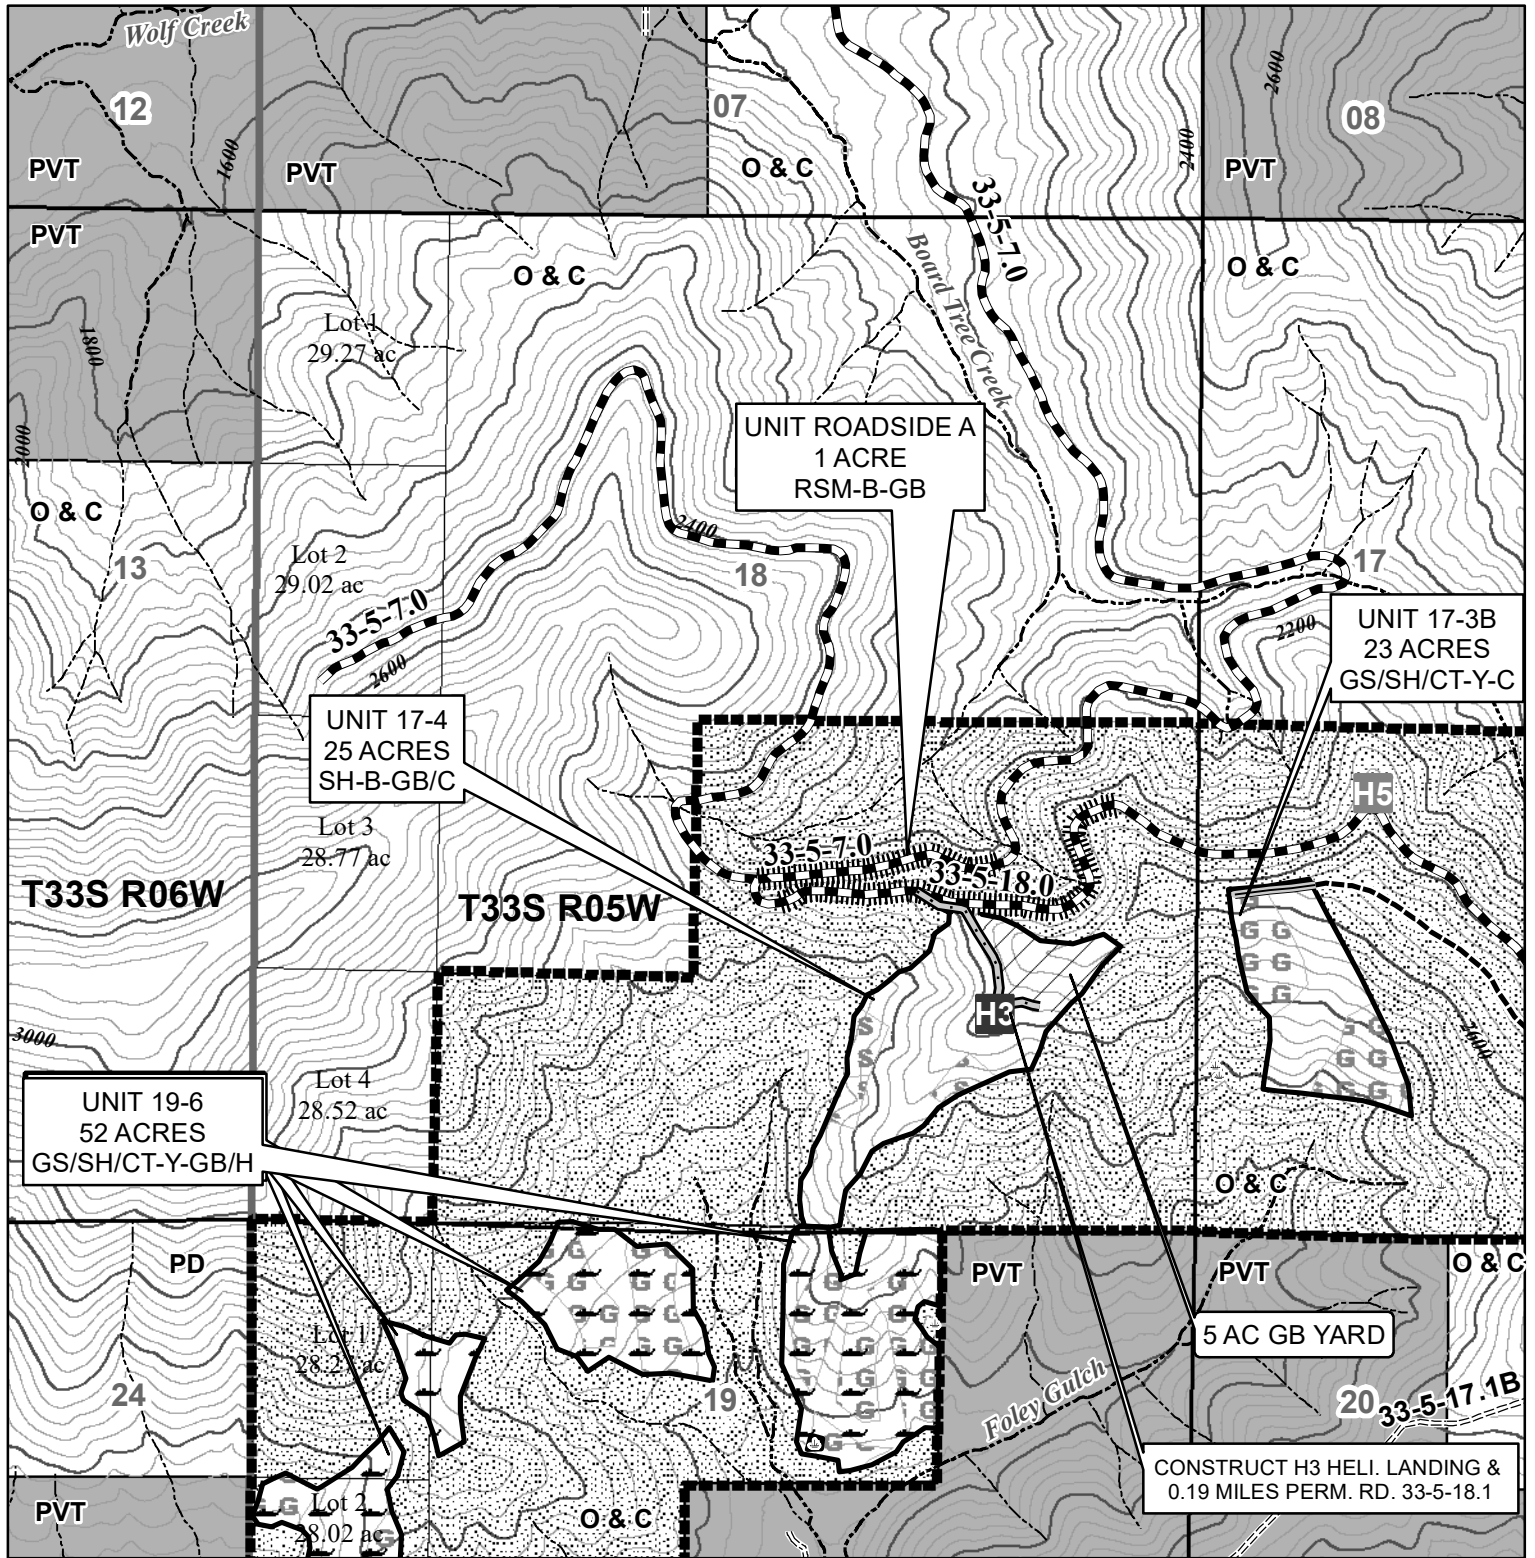 Wolf Creek
12
07
08
2600
1600
2400
PVT
PVT
O & C
PVT
PVT
33-5-7.0
Board Tree Creek
O & C
O & C
Lot 1
29.27 ac
1800
2000
UNIT ROADSIDE A
1 ACRE
RSM-B-GB
O & C
13
Lot 2
29.02 ac
2400
18
17
33-5-7.0
2600
2200
UNIT 17-3B
23 ACRES
GS/SH/CT-Y-C
UNIT 17-4
25 ACRES
SH-B-GB/C
H5
Lot 3
28.77 ac
33-5-7.0
33-5-18.0
T33S R06W
T33S R05W
G G
G G
G G
H3
S
S
S
S
3000
2600
G G
G G
G G
Lot 4
28.52 ac
UNIT 19-6
52 ACRES
GS/SH/CT-Y-GB/H
O & C
PD
PVT
PVT
O & C
Lot 1
5 AC GB YARD
24
19
Foley Gulch
20
33-5-17.1B
CONSTRUCT H3 HELI. LANDING &
0.19 MILES PERM. RD. 33-5-18.1
PVT
Lot 2
28.02 ac
O & C